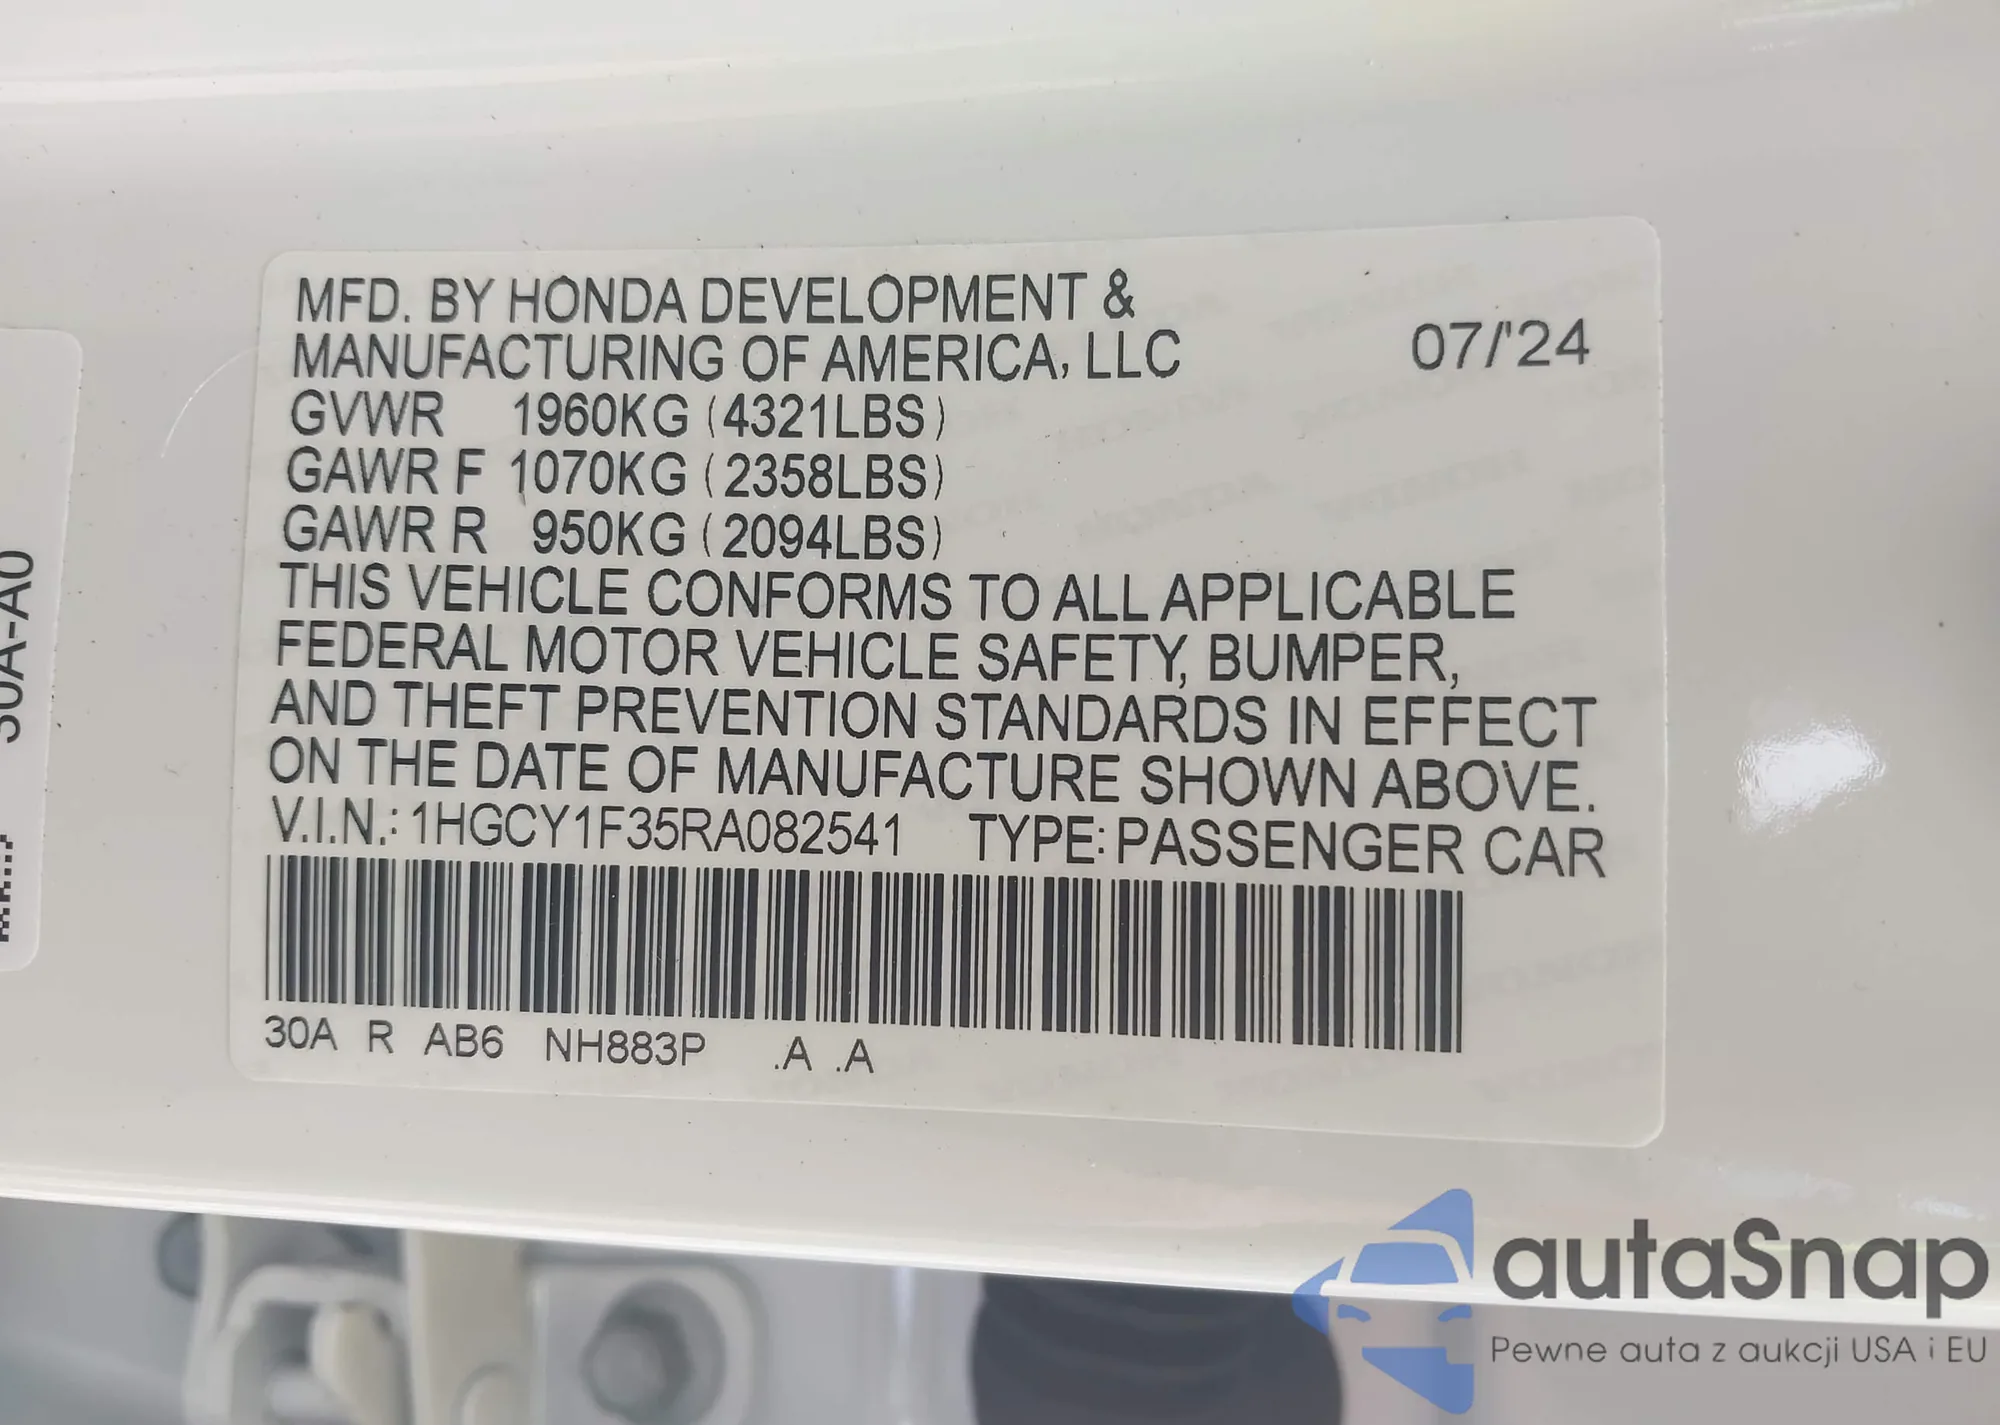 MFD. BY HONDA DEVELOPMENT &
MANUFACTURING OF AMERICA, LLC
07/'24
GVWR 1960KG (4321LBS)
GAWR F 1070KG (2358LBS)
GAWR R 950KG (2094LBS)
THIS VEHICLE CONFORMS TO ALL APPLICABLE
FEDERAL MOTOR VEHICLE SAFETY, BUMPER,
AND THEFT PREVENTION STANDARDS IN EFFECT
ON THE DATE OF MANUFACTURE SHOWN ABOVE.
V.I.N.: 1HGCY1F35RA082541 TYPE: PASSENGER CAR
30A R AB6 NH883P .A .A
30A-A0
autaSnap
Pewne auta z aukcji USA i EU